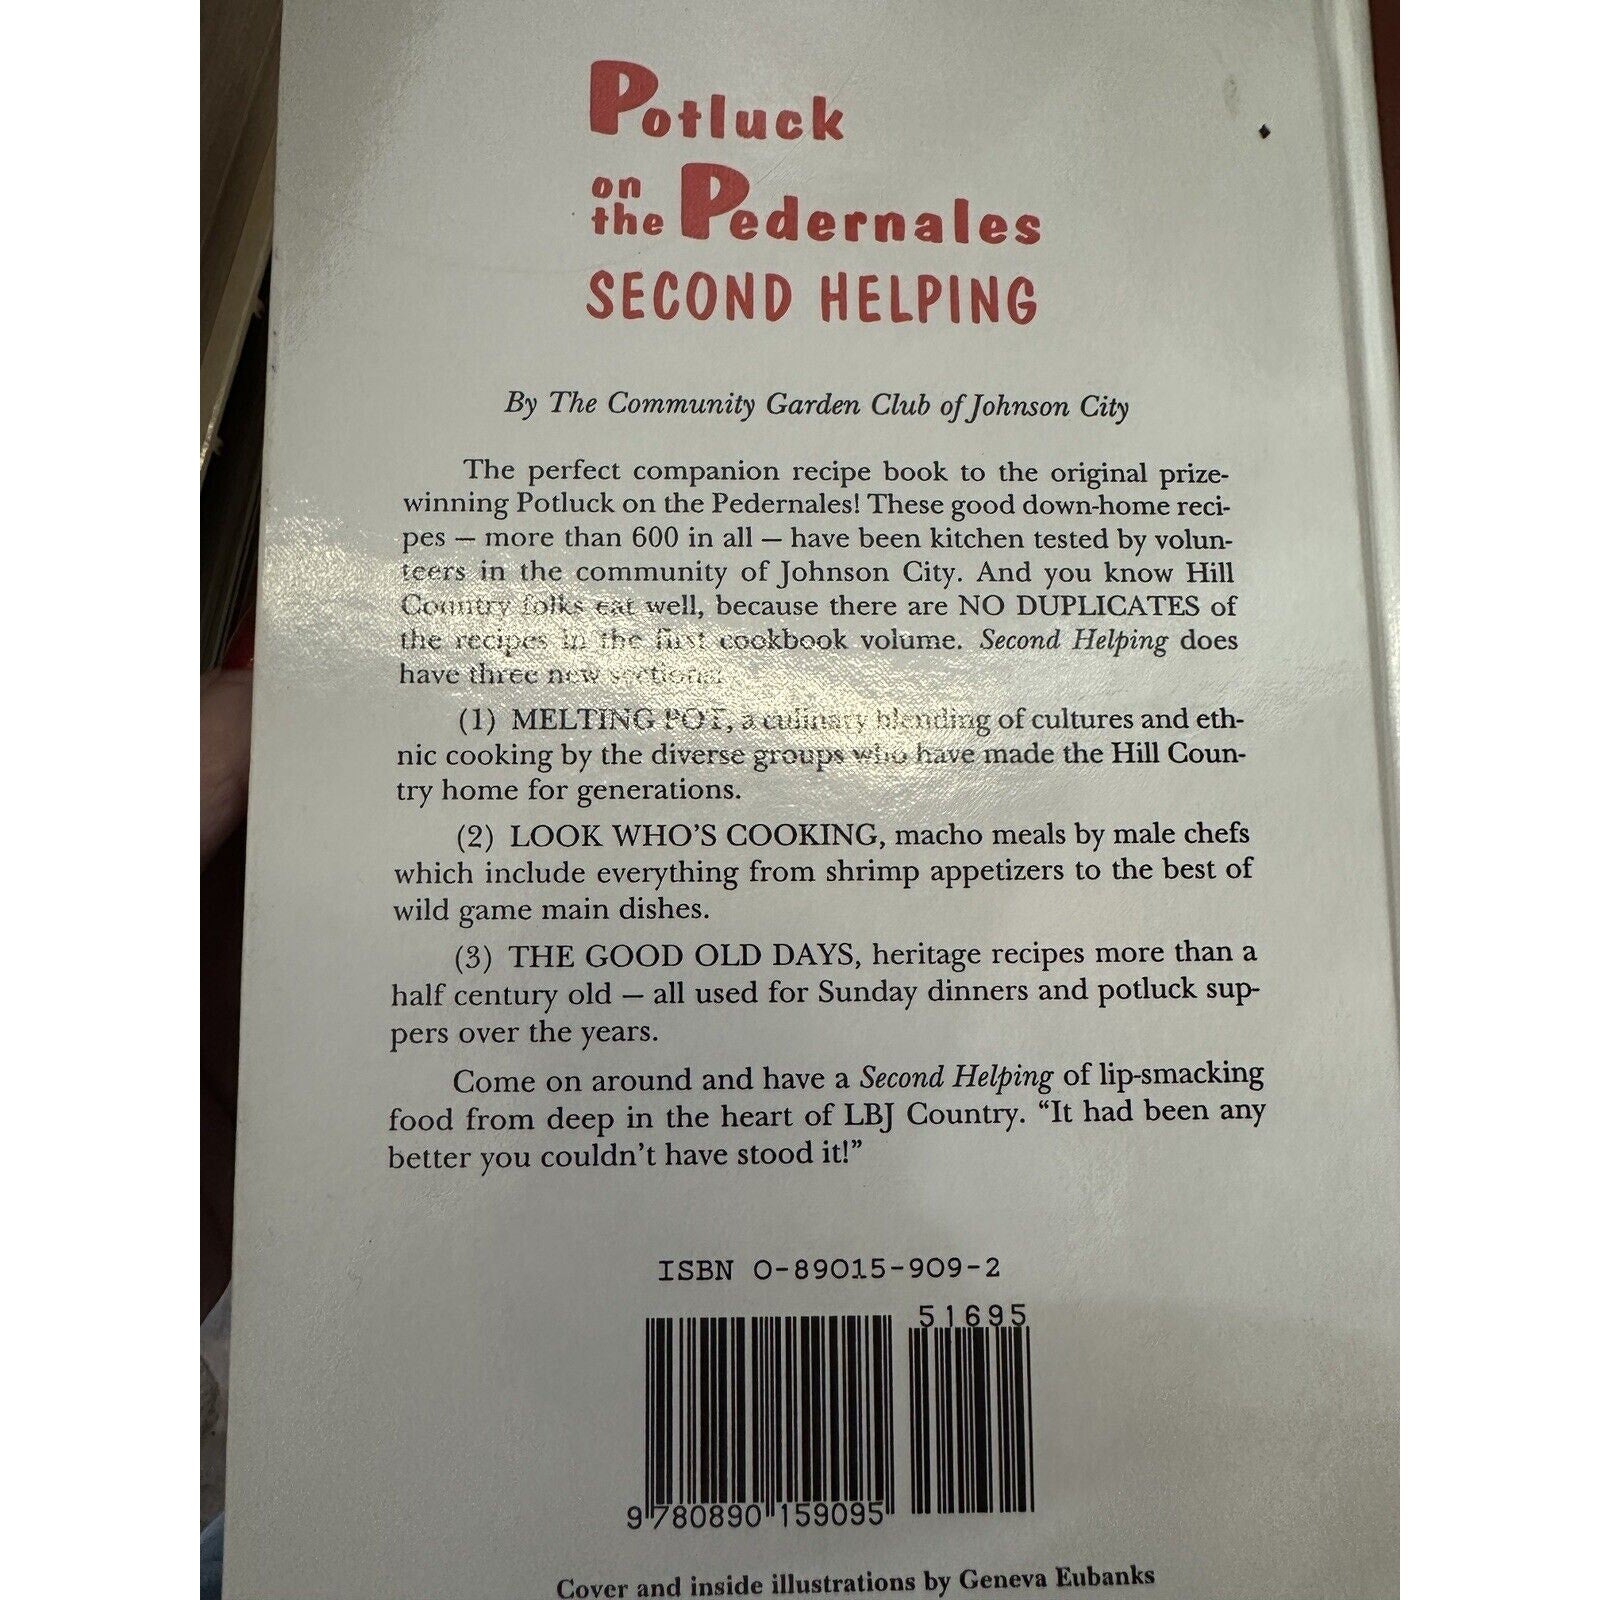 Potluck
on
the Pedernales
SECOND HELPING
By The Community Garden Club of Johnson City
The perfect companion recipe book to the original prize-
winning Potluck on the Pedernales! These good down-home reci-
pes — more than 600 in all — have been kitchen tested by volun-
teers in the community of Johnson City. And you know Hill
Country folks eat well, because there are NO DUPLICATES of
the recipes in the first cookbook volume. Second Helping does
have three new sections:
(1) MELTING POT, a culinary blending of cultures and eth-
nic cooking by the diverse groups who have made the Hill Coun-
try home for generations.
(2) LOOK WHO'S COOKING, macho meals by male chefs
which include everything from shrimp appetizers to the best of
wild game main dishes.
(3) THE GOOD OLD DAYS, heritage recipes more than a
half century old — all used for Sunday dinners and potluck sup-
pers over the years.
Come on around and have a Second Helping of lip-smacking
food from deep in the heart of LBJ Country. “It had been any
better you couldn't have stood it!”
ISBN 0-89015-909-2
51695
9 780890 159095
Cover and inside illustrations by Geneva Eubanks